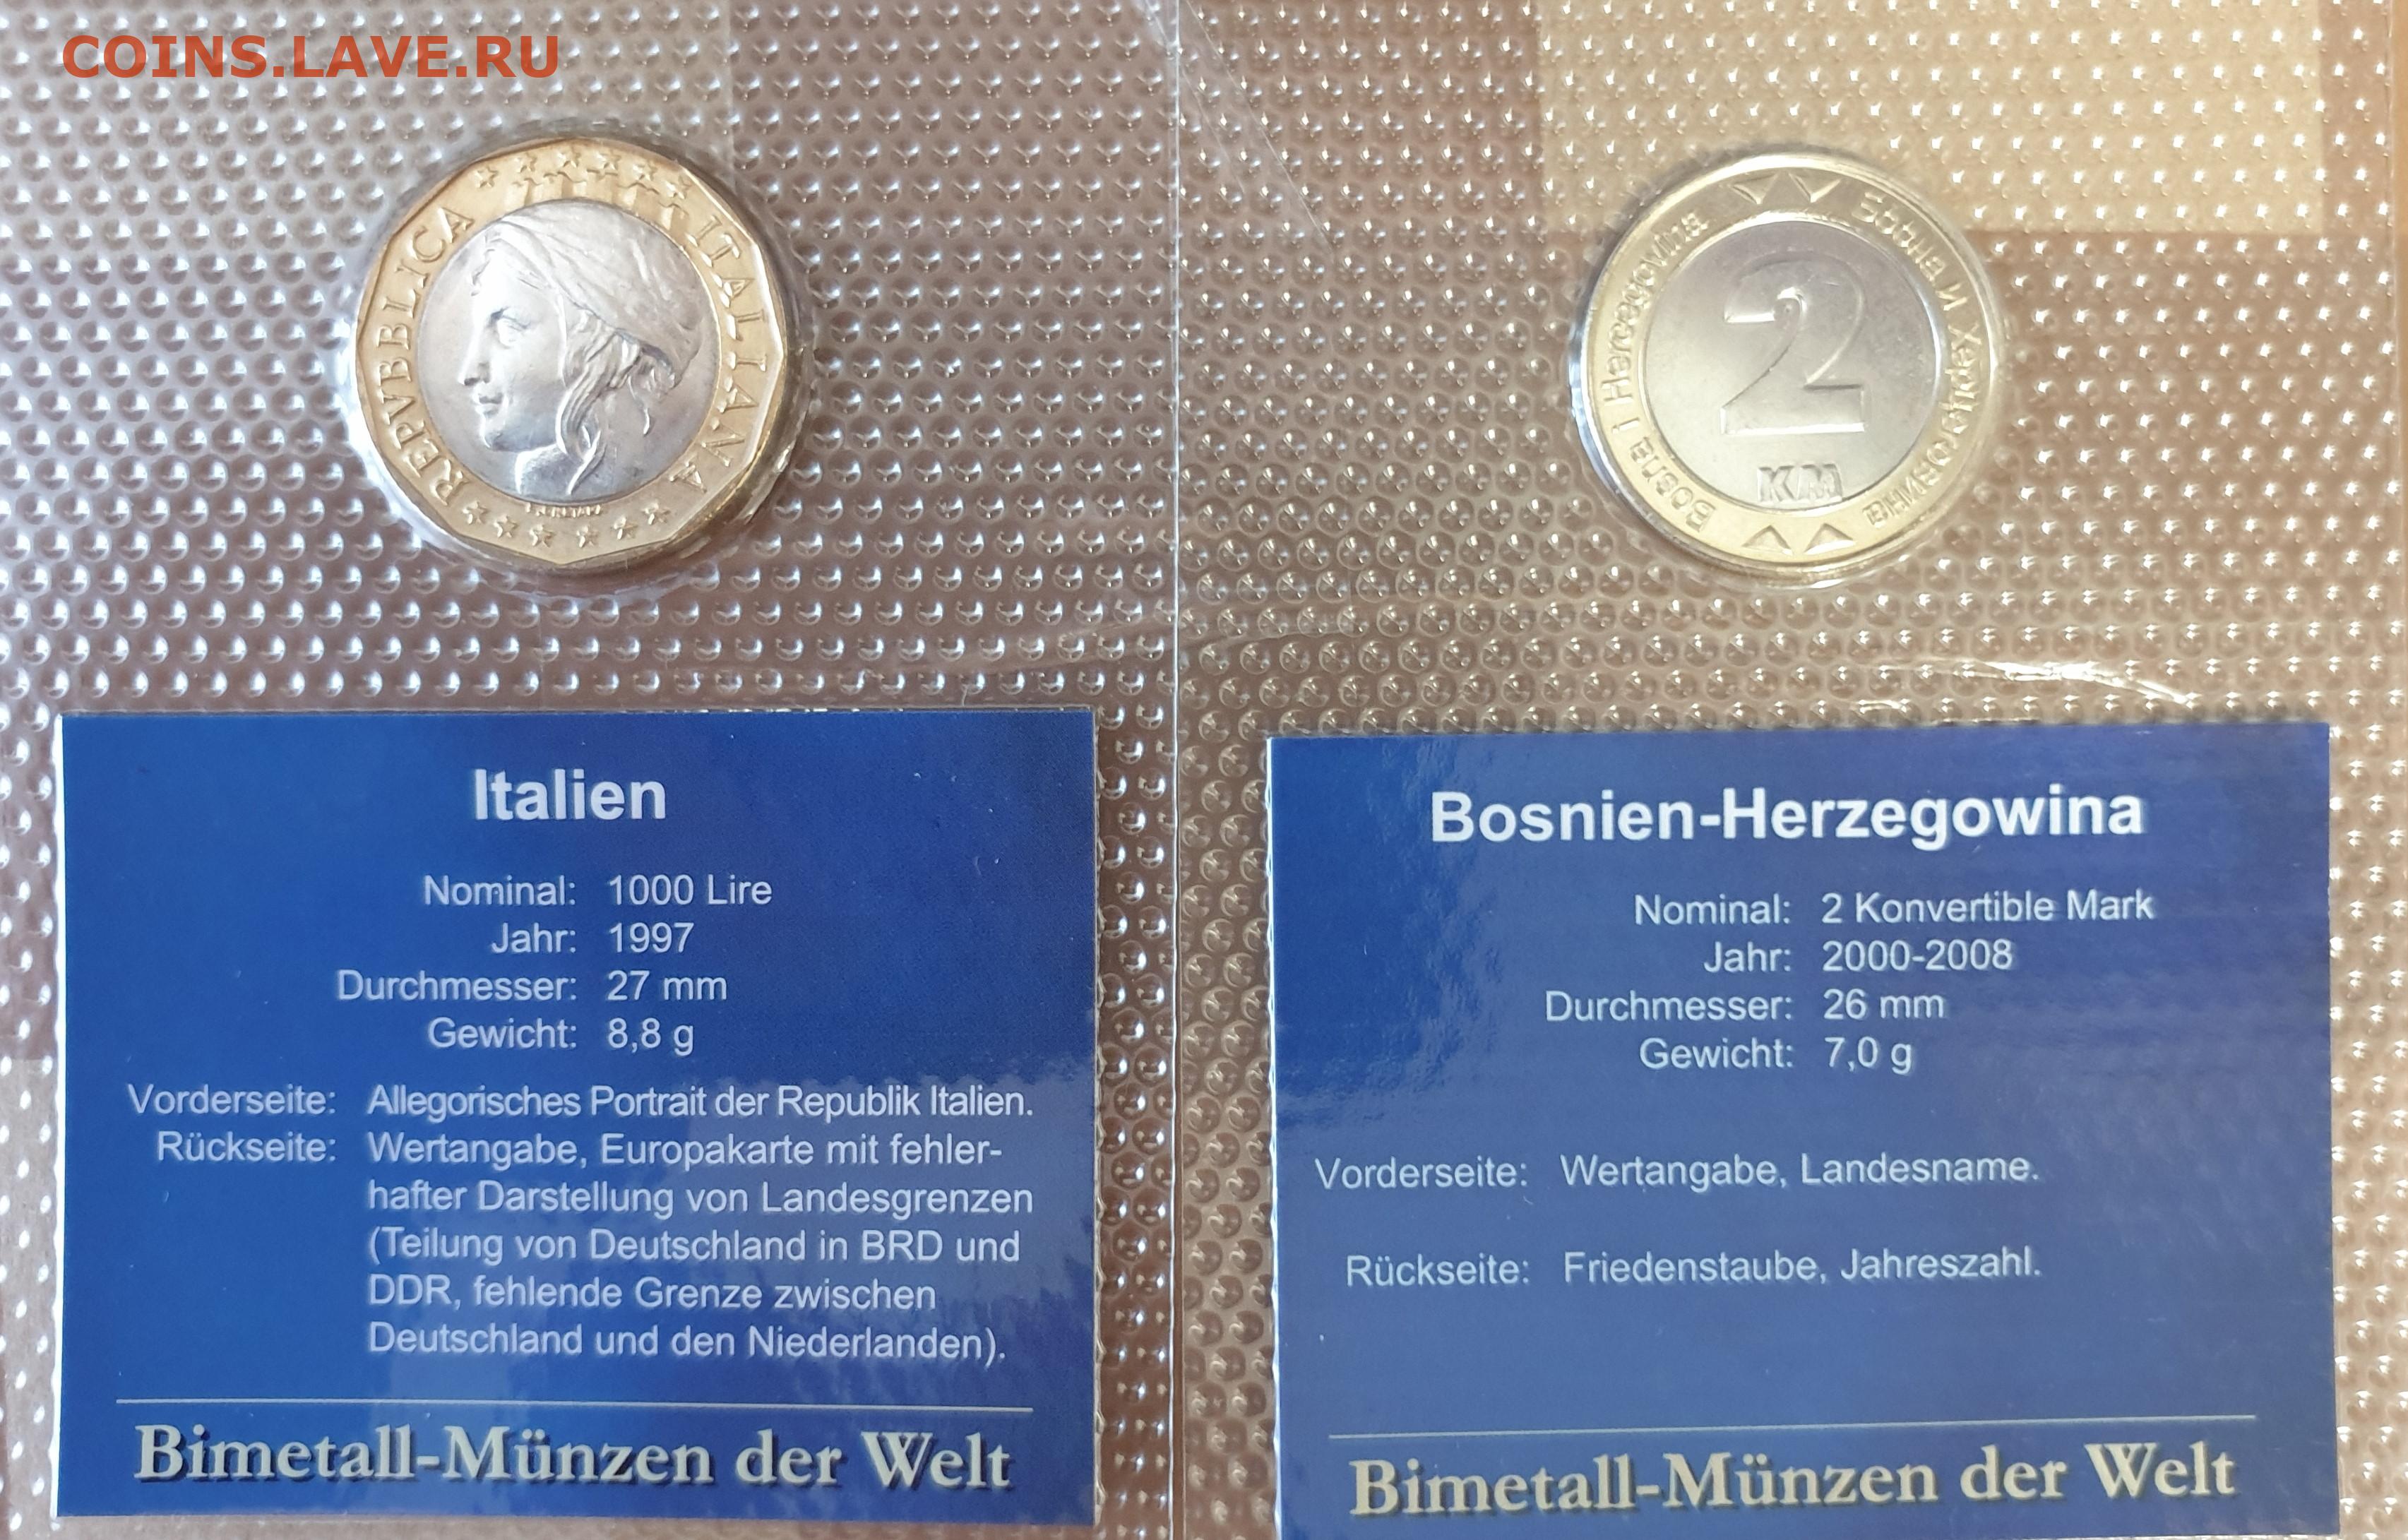 COINS.LAVE.RU
REPVBBLICA ITALIANA
Bosna i Hercegovina
Босна и Херцеговина
2
KM
Italien
Nominal: 1000 Lire
Jahr: 1997
Durchmesser: 27 mm
Gewicht: 8,8 g
Vorderseite: Allegorisches Portrait der Republik Italien.
Rückseite: Wertangabe, Europakarte mit fehler-
hafter Darstellung von Landesgrenzen
(Teilung von Deutschland in BRD und
DDR, fehlende Grenze zwischen
Deutschland und den Niederlanden).
Bimetall-Münzen der Welt
Bosnien-Herzegowina
Nominal: 2 Konvertible Mark
Jahr: 2000-2008
Durchmesser: 26 mm
Gewicht: 7,0 g
Vorderseite: Wertangabe, Landesname.
Rückseite: Friedenstaube, Jahreszahl.
Bimetall-Münzen der Welt